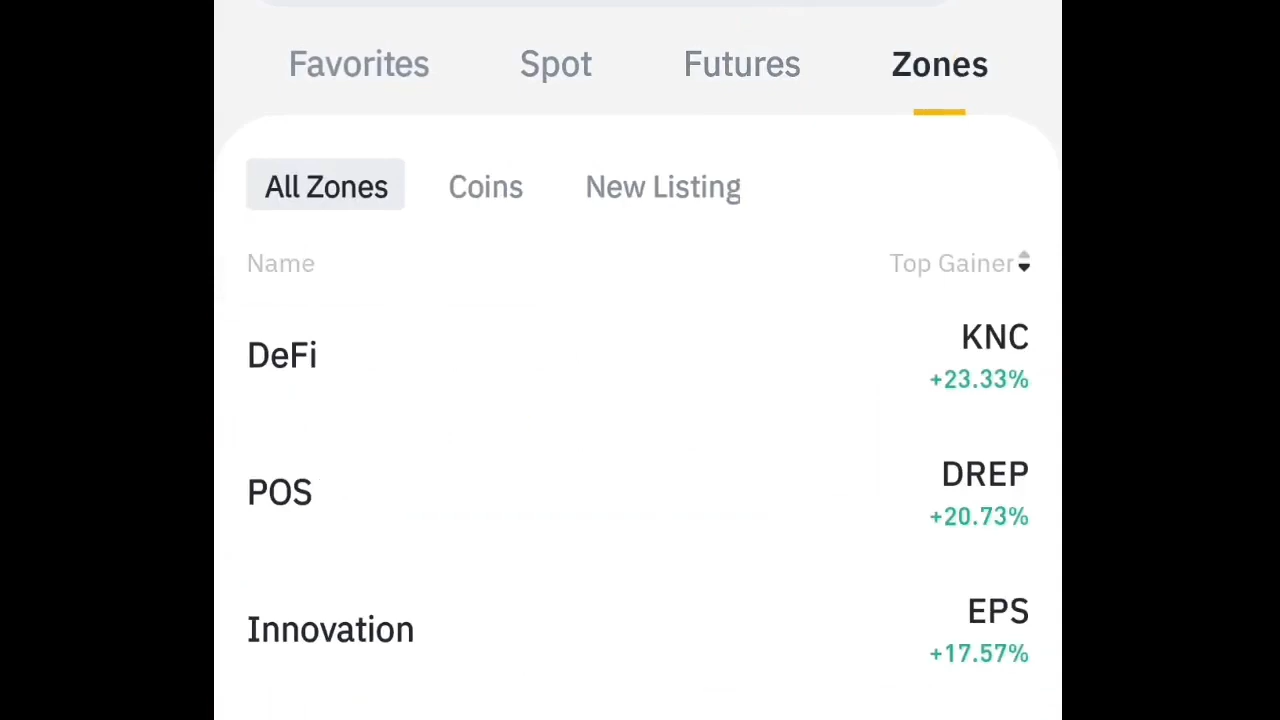 Favorites Spot Futures Zones
All Zones Coins New Listing
Name Top Gainer
DeFi KNC
+23.33%
POS DREP
+20.73%
Innovation EPS
+17.57%